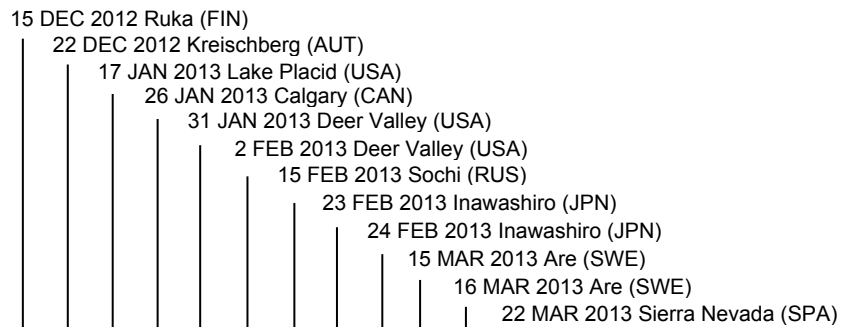 15 DEC 2012 Ruka (FIN)
22 DEC 2012 Kreischberg (AUT)
17 JAN 2013 Lake Placid (USA)
26 JAN 2013 Calgary (CAN)
31 JAN 2013 Deer Valley (USA)
2 FEB 2013 Deer Valley (USA)
15 FEB 2013 Sochi (RUS)
23 FEB 2013 Inawashiro (JPN)
24 FEB 2013 Inawashiro (JPN)
15 MAR 2013 Are (SWE)
16 MAR 2013 Are (SWE)
22 MAR 2013 Sierra Nevada (SPA)